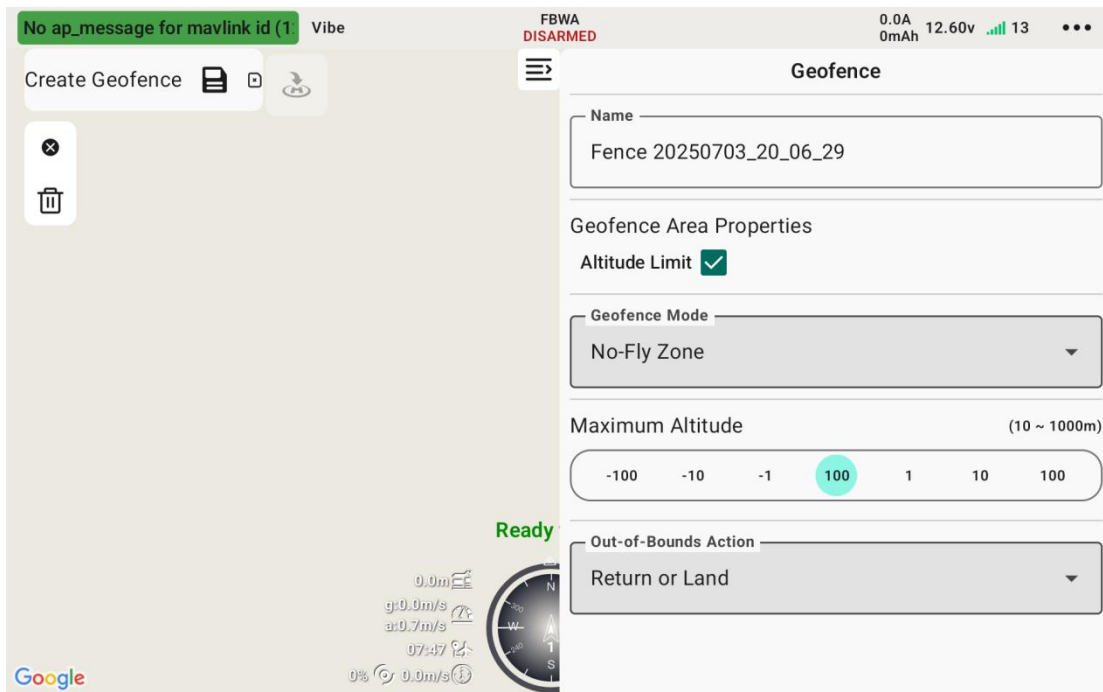 No ap_message for mavlink id (1:
Vibe
FBWA
DISARMED
0.0A
0mAh
12.60v
13
Create Geofence
Geofence
Name
Fence 20250703_20_06_29
Geofence Area Properties
Altitude Limit
Geofence Mode
No-Fly Zone
Maximum Altitude (10 ~ 1000m)
-100 -10 -1 100 1 10 100
Ready
Out-of-Bounds Action
Return or Land
0.0m
g:0.0m/s
a:0.7m/s
07:47
0% 0.0m/s
N
300
W
240
1
S
Google